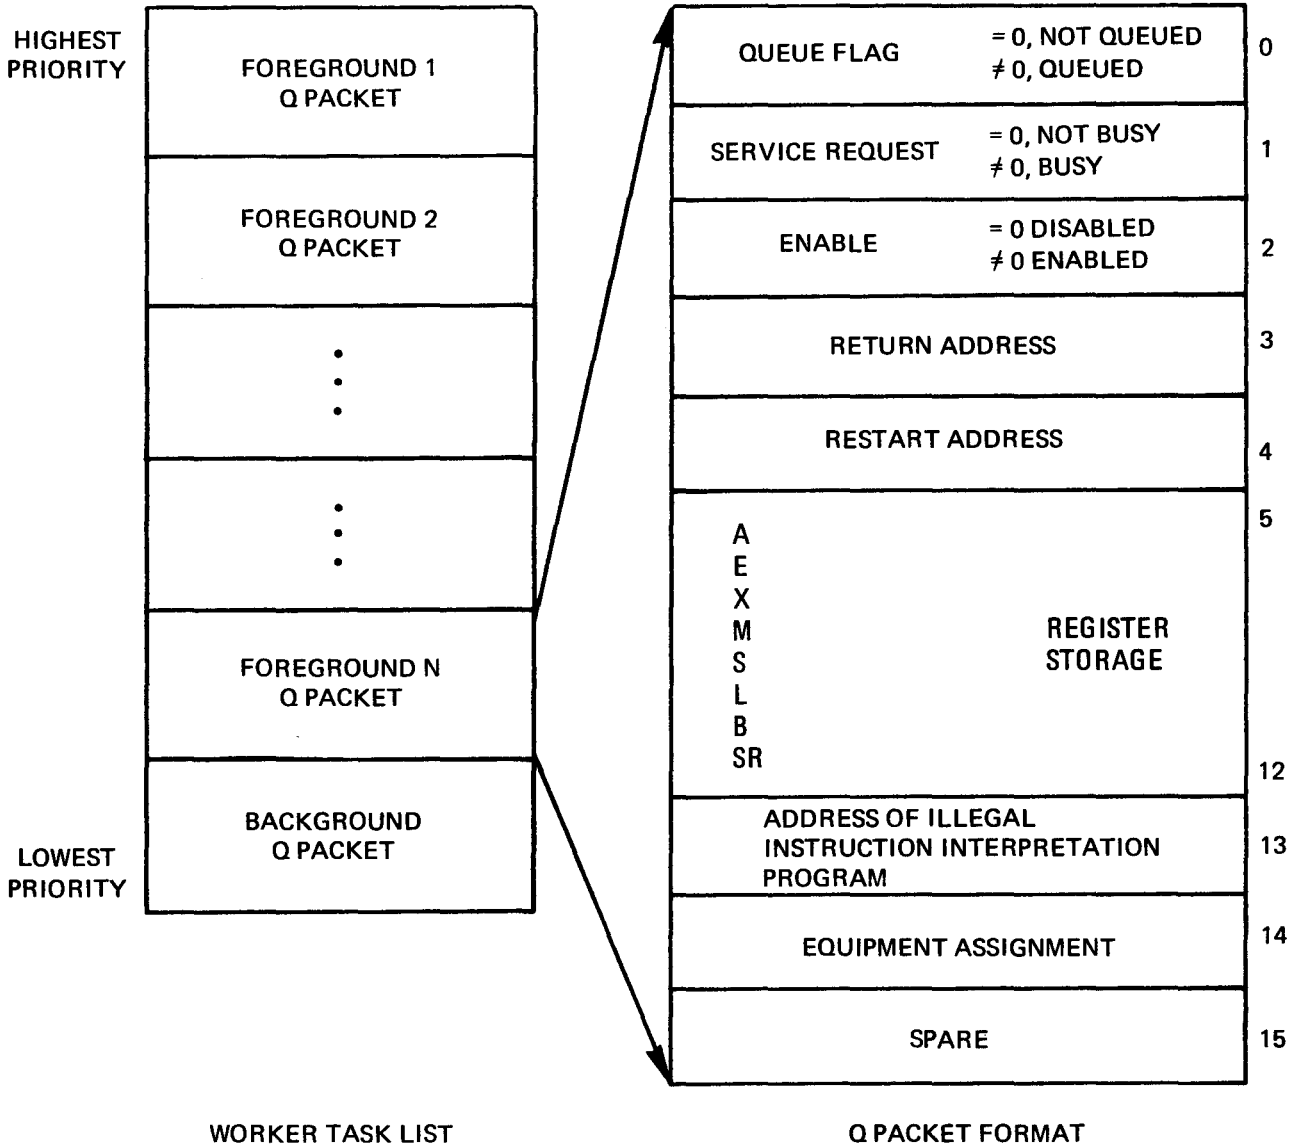 HIGHEST
PRIORITY
FOREGROUND 1
Q PACKET
FOREGROUND 2
Q PACKET
FOREGROUND N
Q PACKET
BACKGROUND
Q PACKET
LOWEST
PRIORITY
WORKER TASK LIST
QUEUE FLAG
= 0, NOT QUEUED
≠ 0, QUEUED
0
SERVICE REQUEST
= 0, NOT BUSY
≠ 0, BUSY
1
ENABLE
= 0 DISABLED
≠ 0 ENABLED
2
RETURN ADDRESS
3
RESTART ADDRESS
4
5
A
E
X
M
S
L
B
SR
REGISTER
STORAGE
12
ADDRESS OF ILLEGAL
INSTRUCTION INTERPRETATION
PROGRAM
13
EQUIPMENT ASSIGNMENT
14
SPARE
15
Q PACKET FORMAT